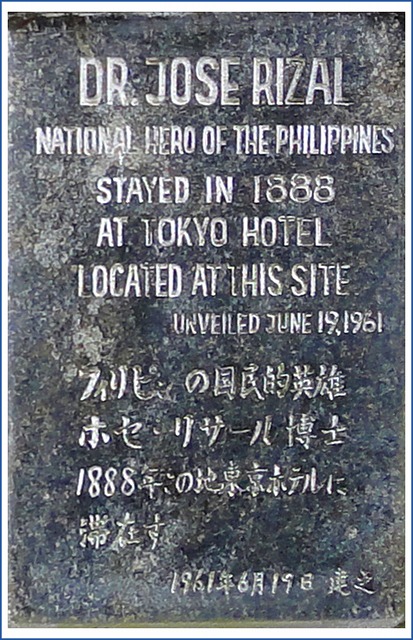 DR. JOSE RIZAL
NATIONAL HERO OF THE PHILIPPINES
STAYED IN 1888
AT TOKYO HOTEL
LOCATED AT THIS SITE
UNVEILED JUNE 19, 1961
フィリピン の国民的英雄
ホセ・リサール 博士
1888年この地東京ホテルに
滞在す
1961年6月19日 建之